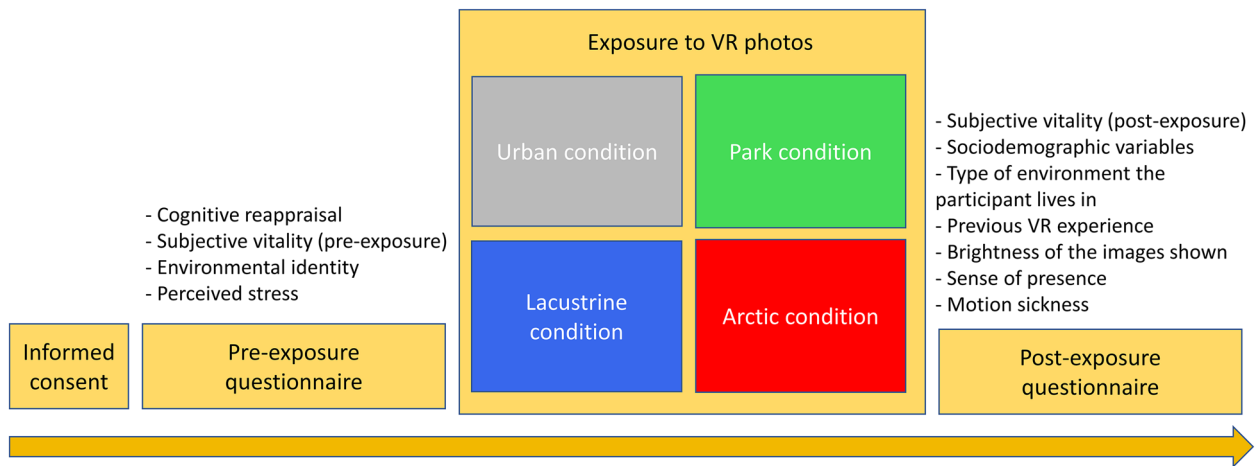 Informed
consent
- Cognitive reappraisal
- Subjective vitality (pre-exposure)
- Environmental identity
- Perceived stress
Pre-exposure
questionnaire
Exposure to VR photos
Urban condition
Park condition
Lacustrine
condition
Arctic condition
- Subjective vitality (post-exposure)
- Sociodemographic variables
- Type of environment the
participant lives in
- Previous VR experience
- Brightness of the images shown
- Sense of presence
- Motion sickness
Post-exposure
questionnaire